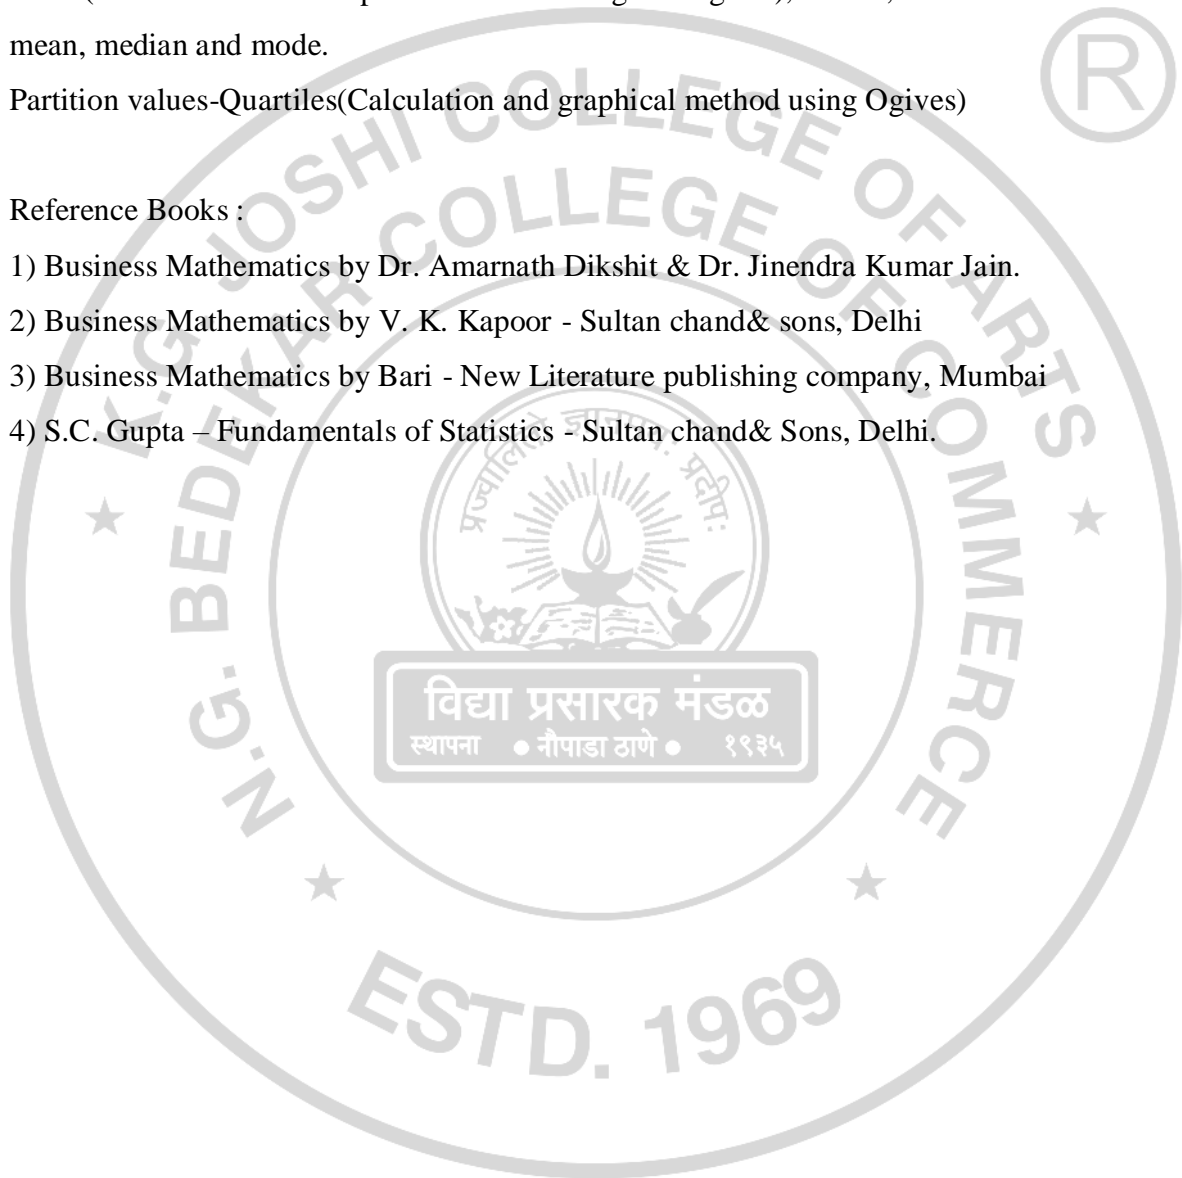 mean, median and mode.
Partition values-Quartiles(Calculation and graphical method using Ogives)
Reference Books :
1) Business Mathematics by Dr. Amarnath Dikshit & Dr. Jinendra Kumar Jain.
2) Business Mathematics by V. K. Kapoor - Sultan chand& sons, Delhi
3) Business Mathematics by Bari - New Literature publishing company, Mumbai
4) S.C. Gupta – Fundamentals of Statistics - Sultan chand& Sons, Delhi.
K.G. JOSHI COLLEGE OF ARTS
N.G. BEDEKAR COLLEGE OF COMMERCE
प्रज्वालितो ज्ञानमयः प्रदीपः
विद्या प्रसारक मंडळ
स्थापना ● नौपाडा ठाणे ● १९३५
ESTD. 1969
R